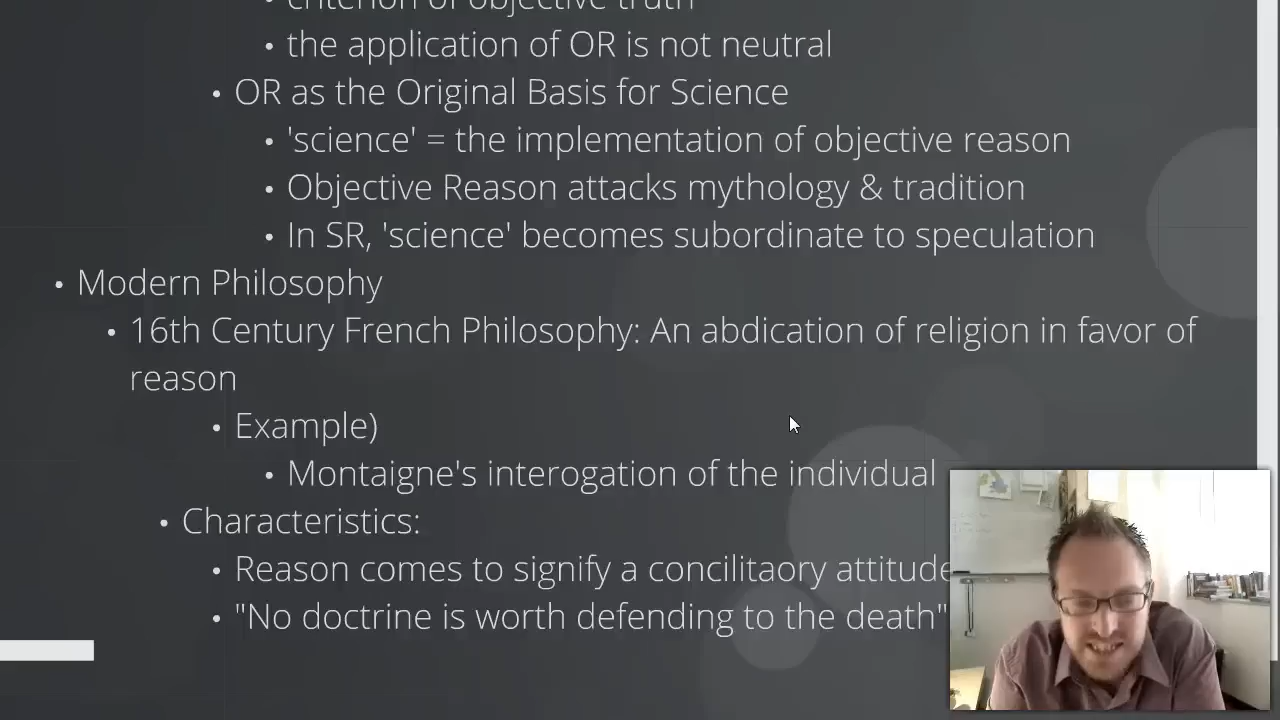 criterion of objective truth
• the application of OR is not neutral
• OR as the Original Basis for Science
• 'science' = the implementation of objective reason
• Objective Reason attacks mythology & tradition
• In SR, 'science' becomes subordinate to speculation
• Modern Philosophy
• 16th Century French Philosophy: An abdication of religion in favor of
reason
• Example)
• Montaigne's interogation of the individual
• Characteristics:
• Reason comes to signify a concilitaory attitude
• "No doctrine is worth defending to the death"